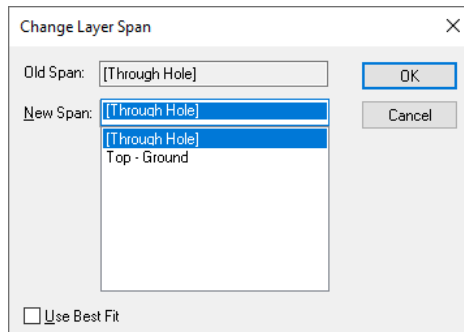 Change Layer Span
Old Span: [Through Hole] OK
New Span: [Through Hole] Cancel
[Through Hole]
Top - Ground
Use Best Fit